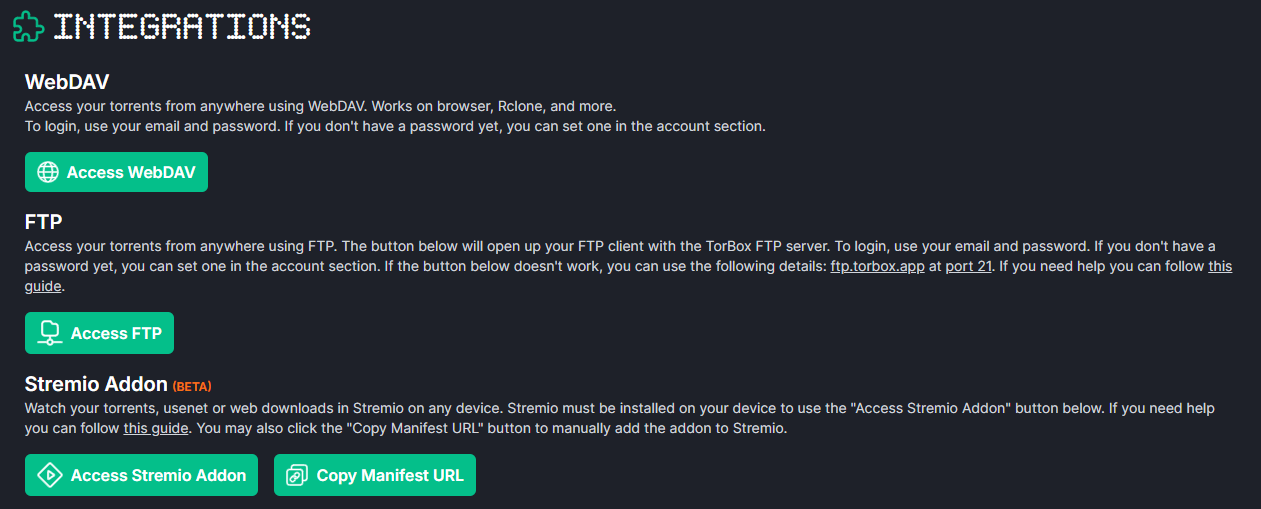 INTEGRATIONS
WebDAV
Access your torrents from anywhere using WebDAV. Works on browser, Rclone, and more.
To login, use your email and password. If you don't have a password yet, you can set one in the account section.
Access WebDAV
FTP
Access your torrents from anywhere using FTP. The button below will open up your FTP client with the TorBox FTP server. To login, use your email and password. If you don't have a
password yet, you can set one in the account section. If the button below doesn't work, you can use the following details: ftp.torbox.app at port 21. If you need help you can follow this
guide.
Access FTP
Stremio Addon (BETA)
Watch your torrents, usenet or web downloads in Stremio on any device. Stremio must be installed on your device to use the "Access Stremio Addon" button below. If you need help
you can follow this guide. You may also click the "Copy Manifest URL" button to manually add the addon to Stremio.
Access Stremio Addon
Copy Manifest URL